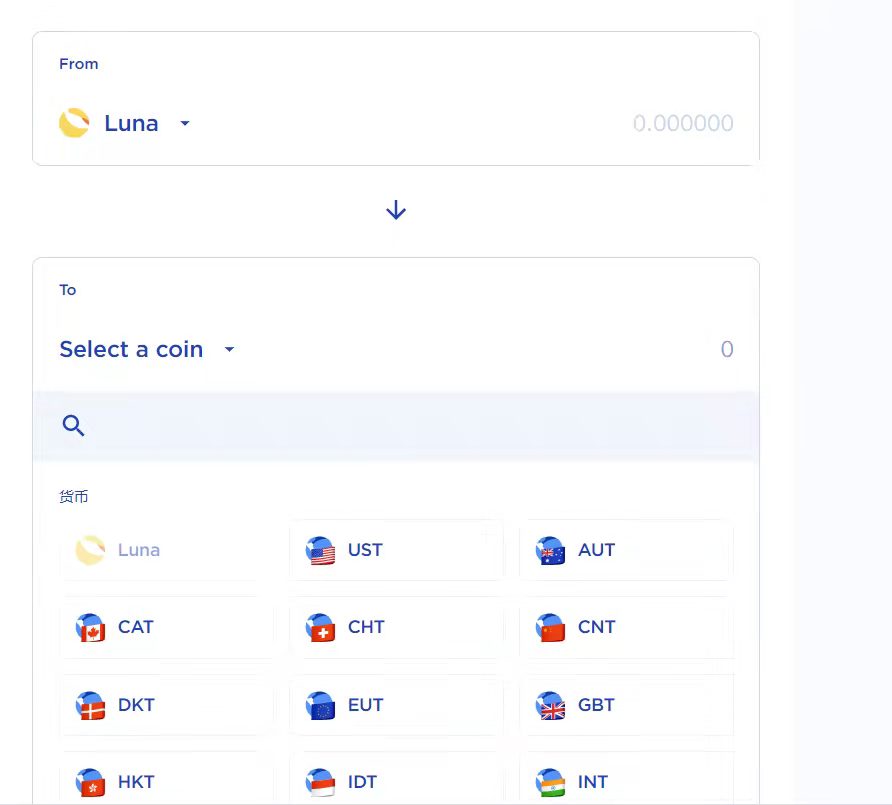 From
Luna 0.000000
To
Select a coin 0
货币
Luna UST AUT
CAT CHT CNT
DKT EUT GBT
HKT IDT INT